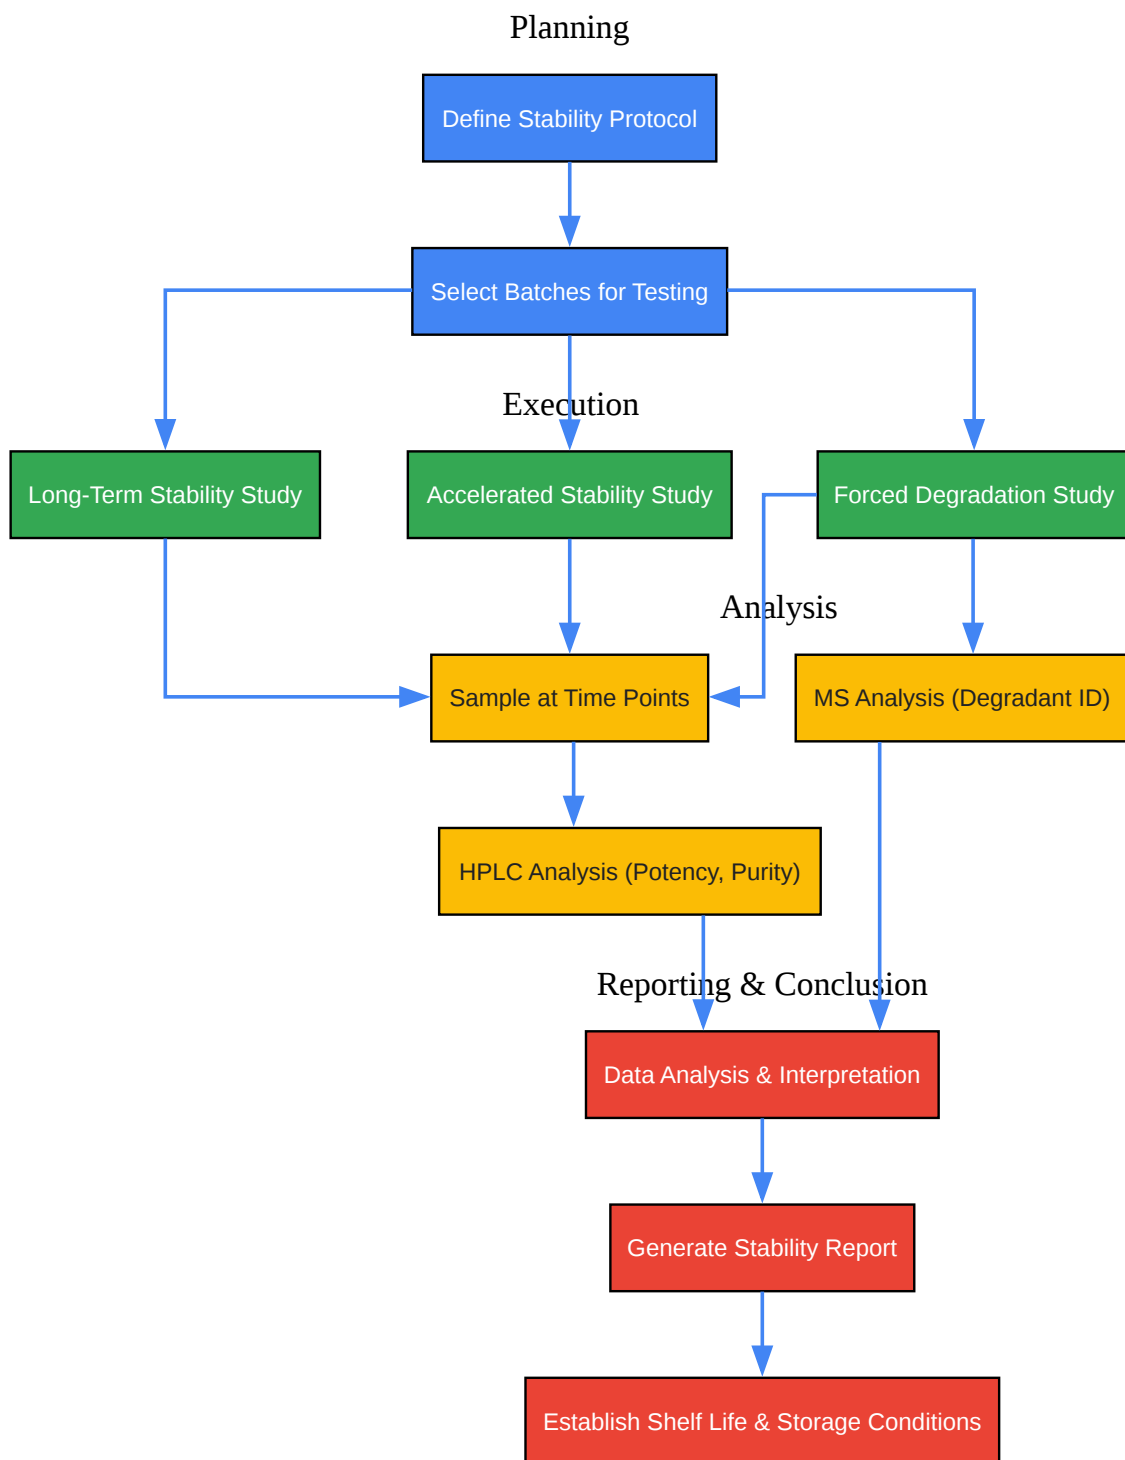 Planning
Define Stability Protocol
Select Batches for Testing
Execution
Long-Term Stability Study
Accelerated Stability Study
Forced Degradation Study
Analysis
Sample at Time Points
MS Analysis (Degradant ID)
HPLC Analysis (Potency, Purity)
Reporting & Conclusion
Data Analysis & Interpretation
Generate Stability Report
Establish Shelf Life & Storage Conditions